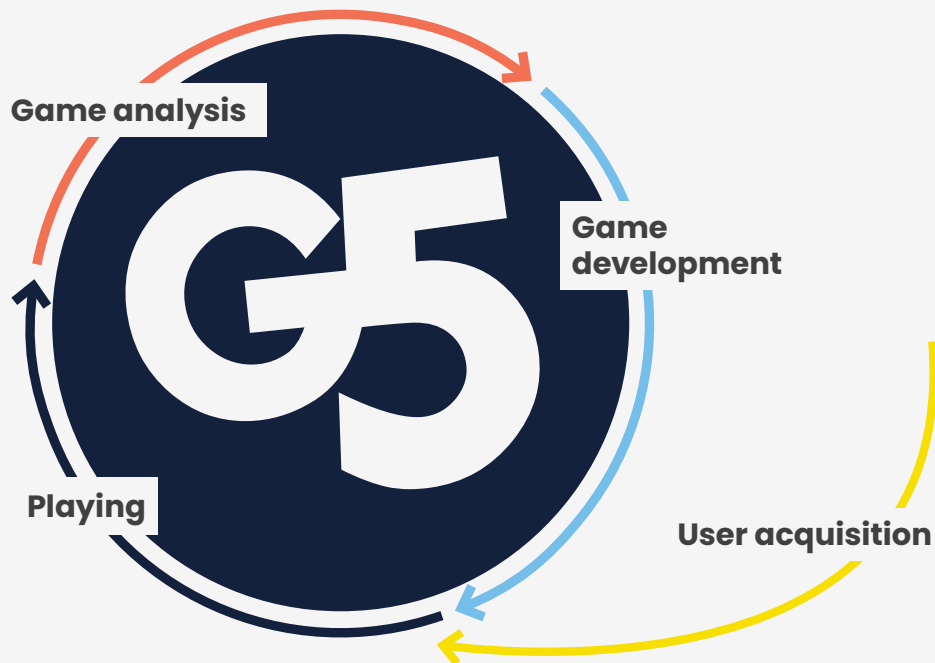 Game analysis
G5
Game
development
Playing
User acquisition